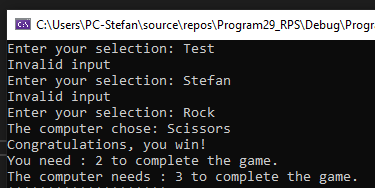 C:\Users\PC-Stefan\source\repos\Program29_RPS\Debug\Progra
Enter your selection: Test
Invalid input
Enter your selection: Stefan
Invalid input
Enter your selection: Rock
The computer chose: Scissors
Congratulations, you win!
You need : 2 to complete the game.
The computer needs : 3 to complete the game.